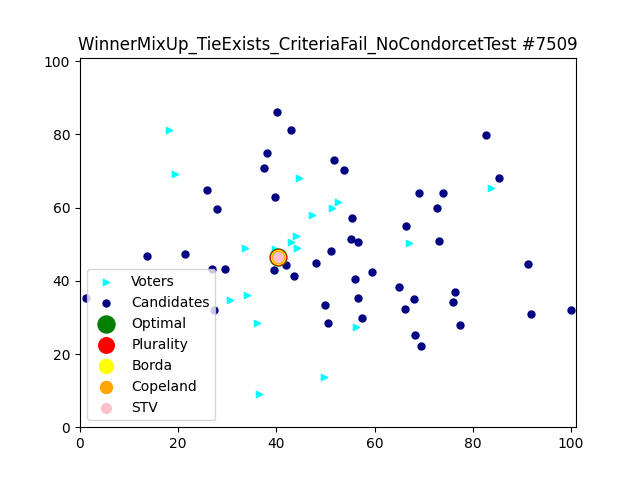 WinnerMixUp_TieExists_CriteriaFail_NoCondorcetTest #7509
100
80
60
40
20
0
Voters
Candidates
Optimal
Plurality
Borda
Copeland
STV
0 20 40 60 80 100